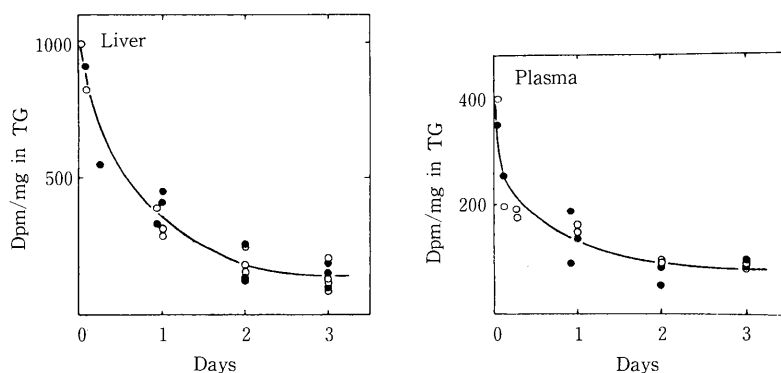 Liver
1000
500
Dpm/mg in TG
0 1 2 3
Days
Plasma
400
200
Dpm/mg in TG
0 1 2 3
Days